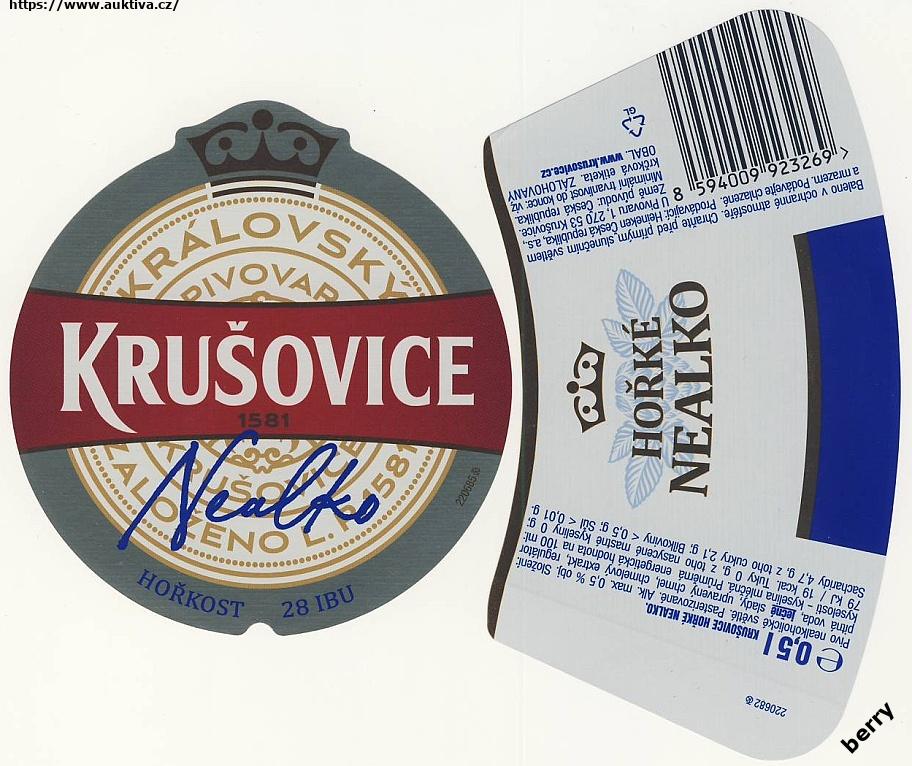 https://www.auktiva.cz/
KRÁLOVSKÝ
PIVOVAR
KRUŠOVICE
1581
KRUŠOVICE
ZALOŽENO L.P. 1581
Nealko
HOŘKOST 28 IBU
220685
8 594009 923269 >
GL
Baleno v ochranné atmosféře. Chraňte před přímým slunečním světlem
a mrazem. Podávejte chlazené. Prodávající: Heineken Česká republika, a.s.,
U Pivovaru 1, 270 53 Krušovice.
Země původu: Česká republika.
Minimální trvanlivost do konce: viz
krčková etiketa. ZÁLOHOVANÝ
OBAL. www.krusovice.cz
HOŘKÉ
NEALKO
e 0,5 l
KRUŠOVICE HOŘKÉ NEALKO.
Pivo nealkoholické světlé. Pasterizované. Alk. max. 0,5 % obj. Složení:
pitná voda, ječné slady, upravený chmel, chmelový extrakt, regulátor
kyselosti - kyselina mléčná. Průměrná energetická hodnota na 100 ml:
79 kJ / 19 kcal. Tuky 0 g, z toho nasycené mastné kyseliny 0 g;
Sacharidy 4,7 g, z toho cukry 2,1 g; Bílkoviny < 0,5 g; Sůl < 0,01 g.
220682
berry